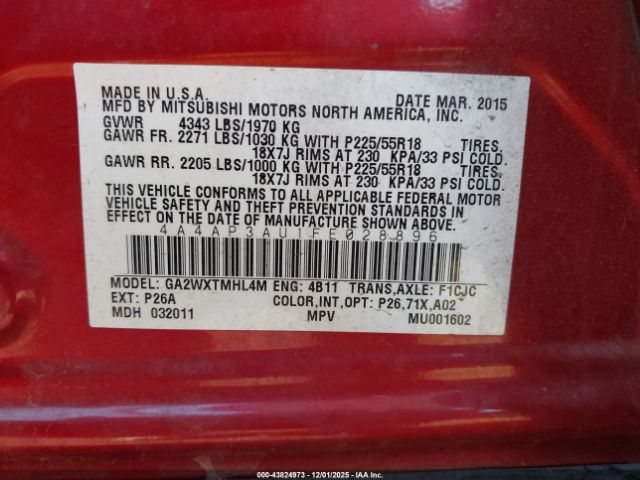 MADE IN U.S.A. DATE MAR. 2015
MFD BY MITSUBISHI MOTORS NORTH AMERICA, INC.
GVWR 4343 LBS/1970 KG
GAWR FR. 2271 LBS/1030 KG WITH P225/55R18 TIRES,
18X7J RIMS AT 230 KPA/33 PSI COLD.
GAWR RR. 2205 LBS/1000 KG WITH P225/55R18 TIRES,
18X7J RIMS AT 230 KPA/33 PSI COLD.
THIS VEHICLE CONFORMS TO ALL APPLICABLE FEDERAL MOTOR
VEHICLE SAFETY AND THEFT PREVENTION STANDARDS IN
EFFECT ON THE DATE OF MANUFACTURE SHOWN ABOVE.
4A4AP3AU1FE028896
MODEL: GA2WXTMHL4M ENG: 4B11 TRANS,AXLE: F1CJC
EXT: P26A COLOR,INT,OPT: P26,71X,A02
MDH 032011 MPV MU001602
000-43824973 - 12/01/2025 - IAA Inc.